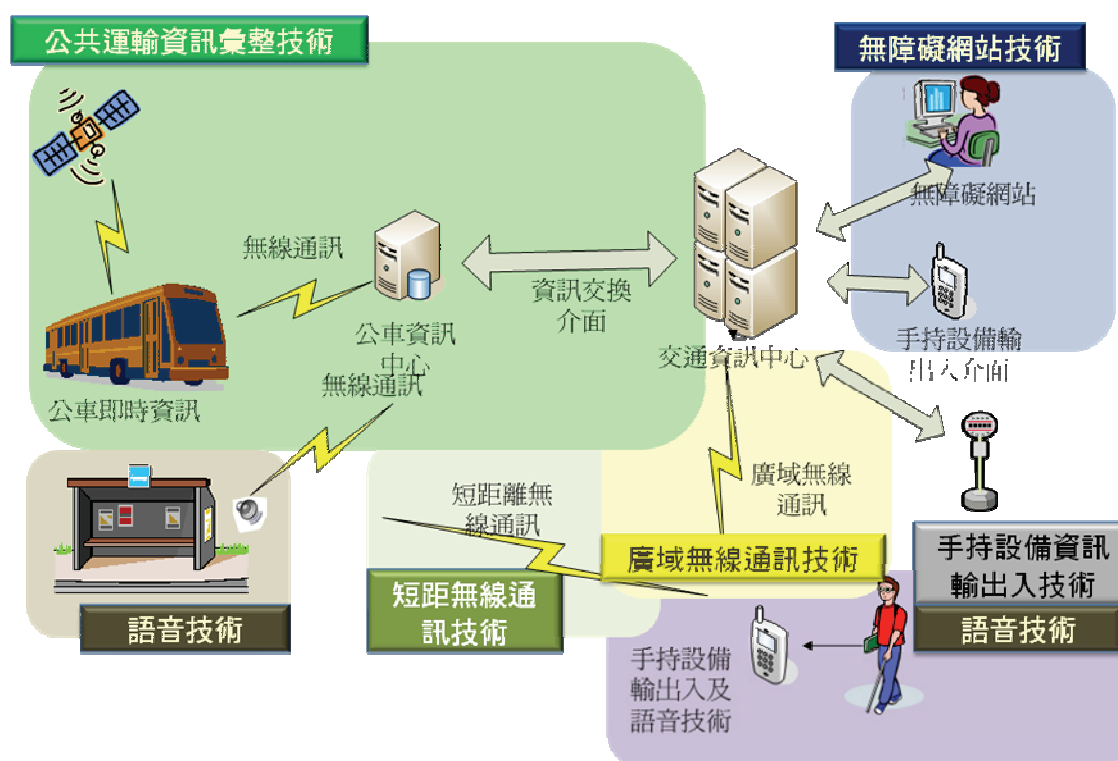 公共運輸資訊彙整技術
無障礙網站技術
無障礙網站
無線通訊
資訊交換
介面
公車資訊
中心
手持設備輸
出入介面
交通資訊中心
無線通訊
公車即時資訊
短距離無
線通訊
廣域無線
通訊
廣域無線通訊技術
手持設備資訊
輸出入技術
短距無線通
訊技術
語音技術
語音技術
手持設備
輸出入及
語音技術